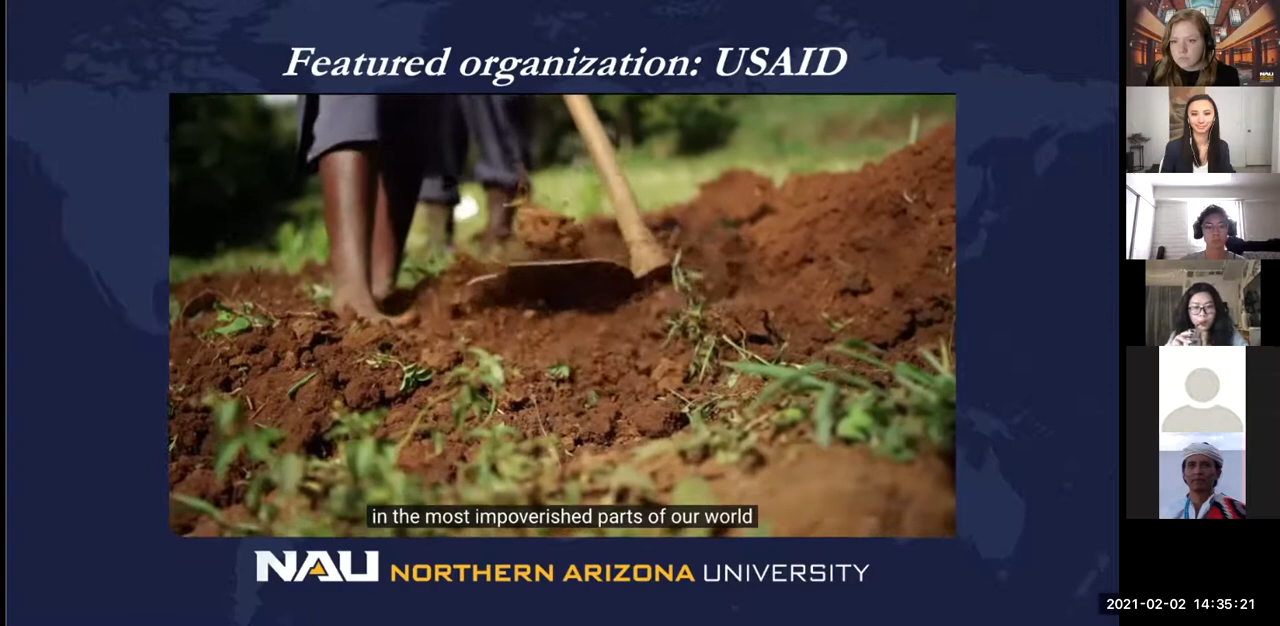 Featured organization: USAID
in the most impoverished parts of our world
NAU NORTHERN ARIZONA UNIVERSITY
NAU
2021-02-02 14:35:21